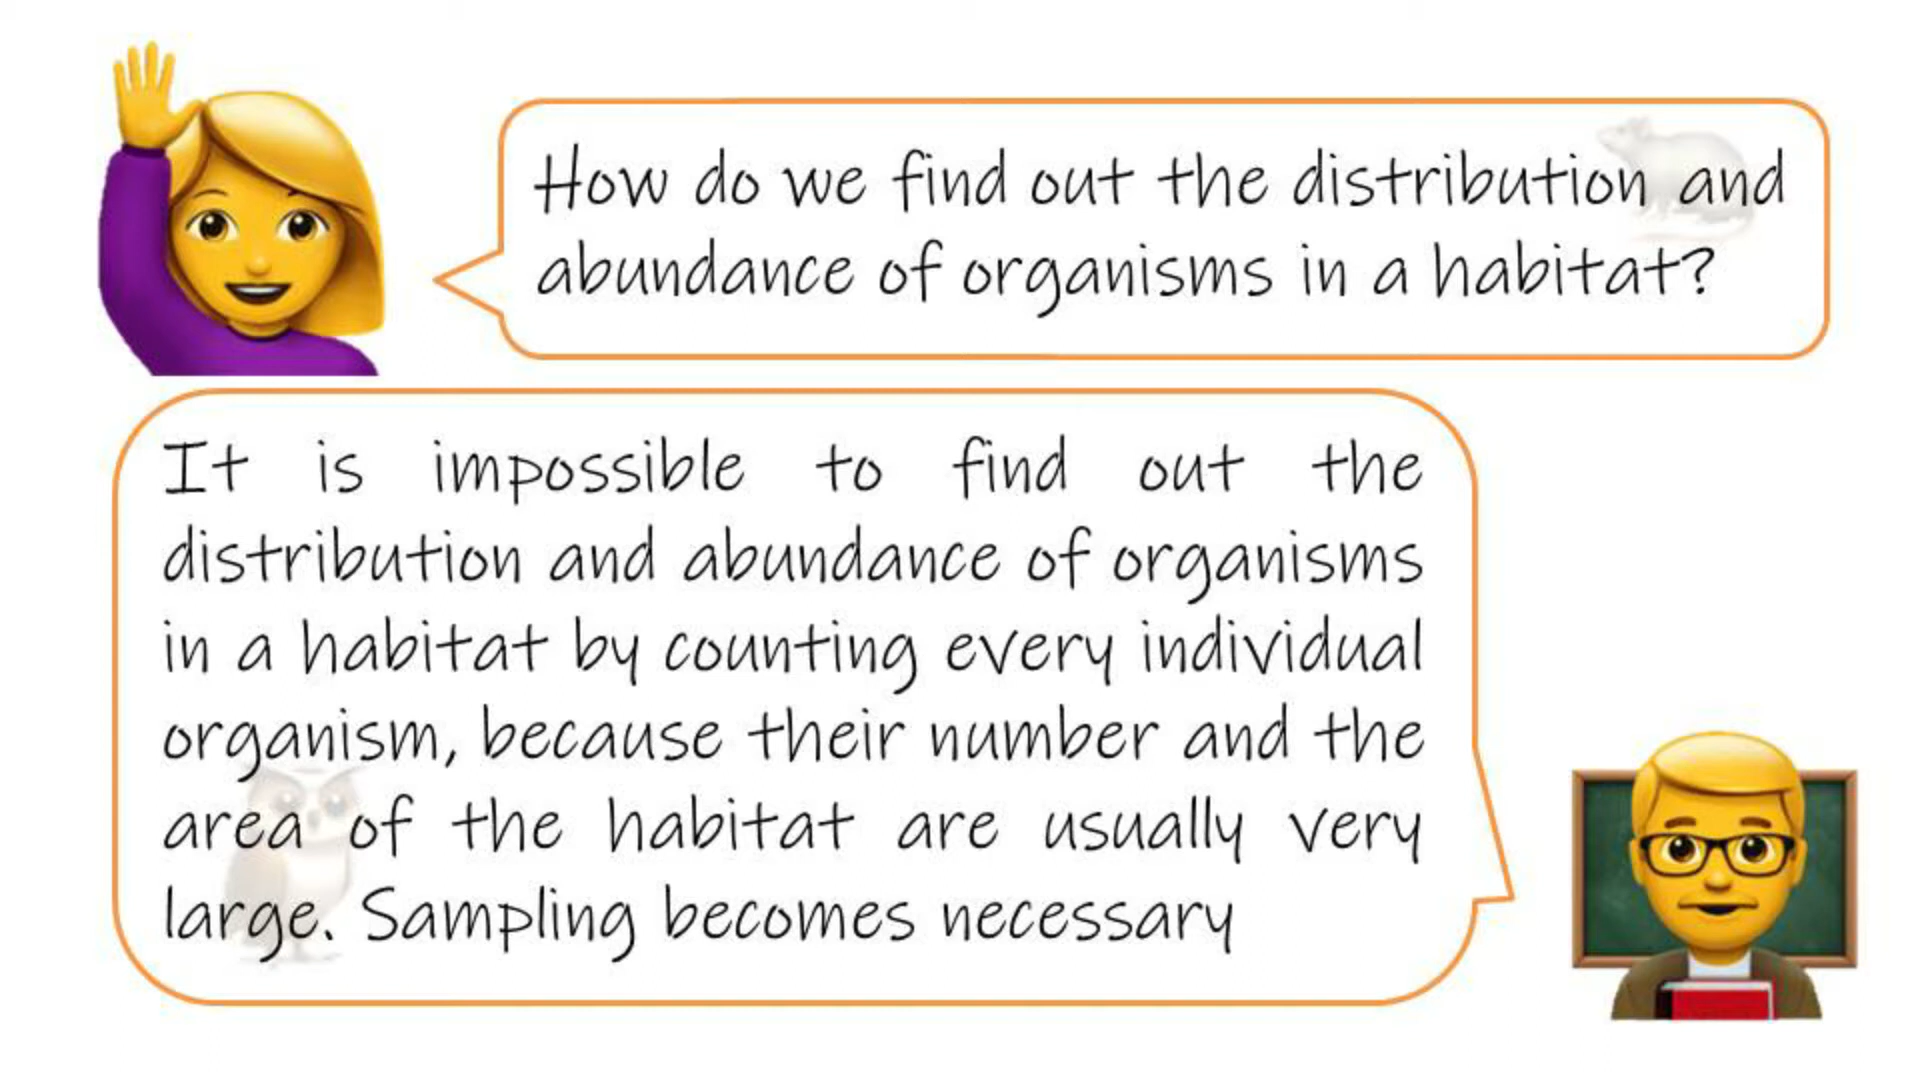 How do we find out the distribution and
abundance of organisms in a habitat?
It is impossible to find out the
distribution and abundance of organisms
in a habitat by counting every individual
organism, because their number and the
area of the habitat are usually very
large. Sampling becomes necessary